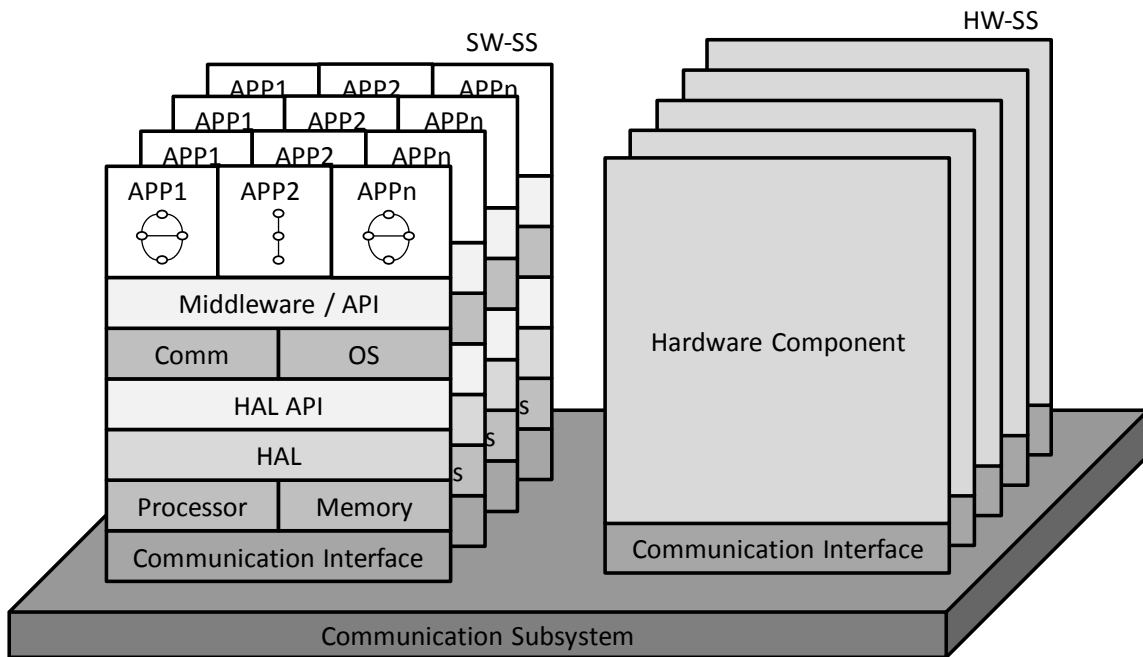 SW-SS
HW-SS
APP1 APP2 APPn
APP1 APP2 APPn
APP1 APP2 APPn
APP1 APP2 APPn
Middleware / API
Comm OS
HAL API
HAL
Processor Memory
Communication Interface
s
s
s
Hardware Component
Communication Interface
Communication Subsystem